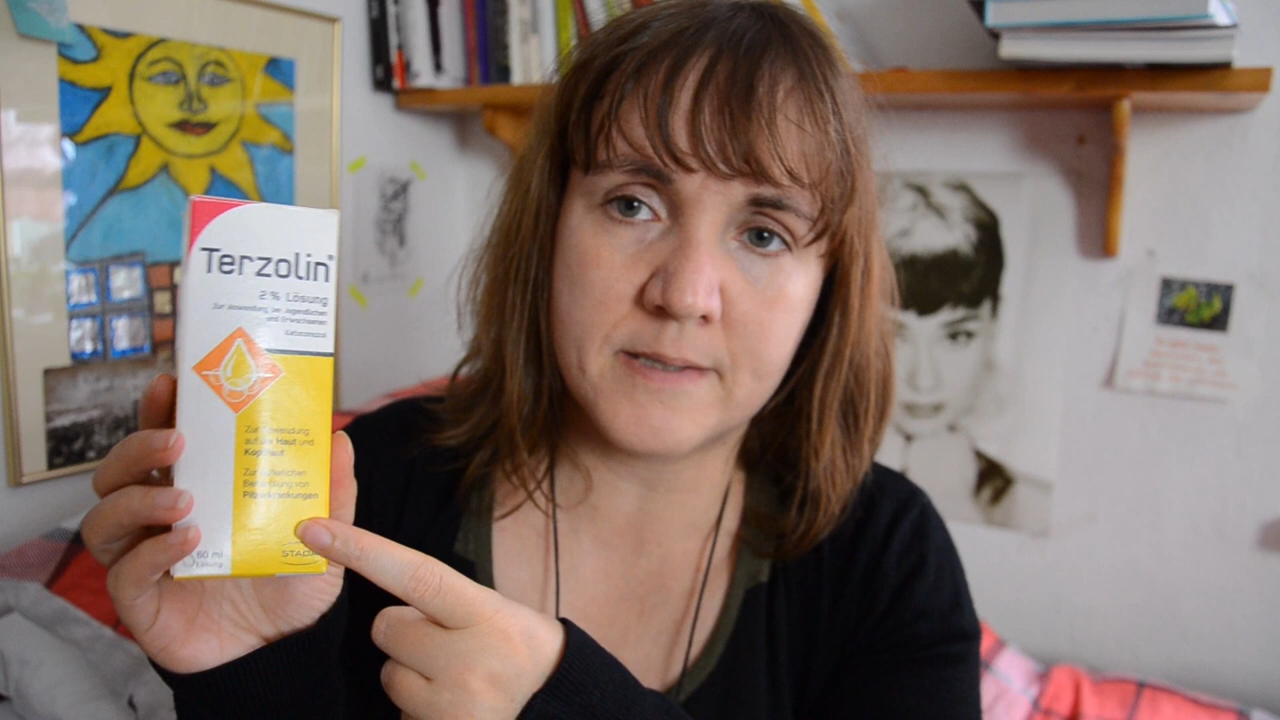 Terzolin®
2% Lösung
Zur Anwendung bei Jugendlichen
und Erwachsenen
Ketoconazol
Zur Anwendung
auf der Haut und
Kopfhaut
Zur äußerlichen
Behandlung von
Pilzerkrankungen
60 ml
Lösung
STADA